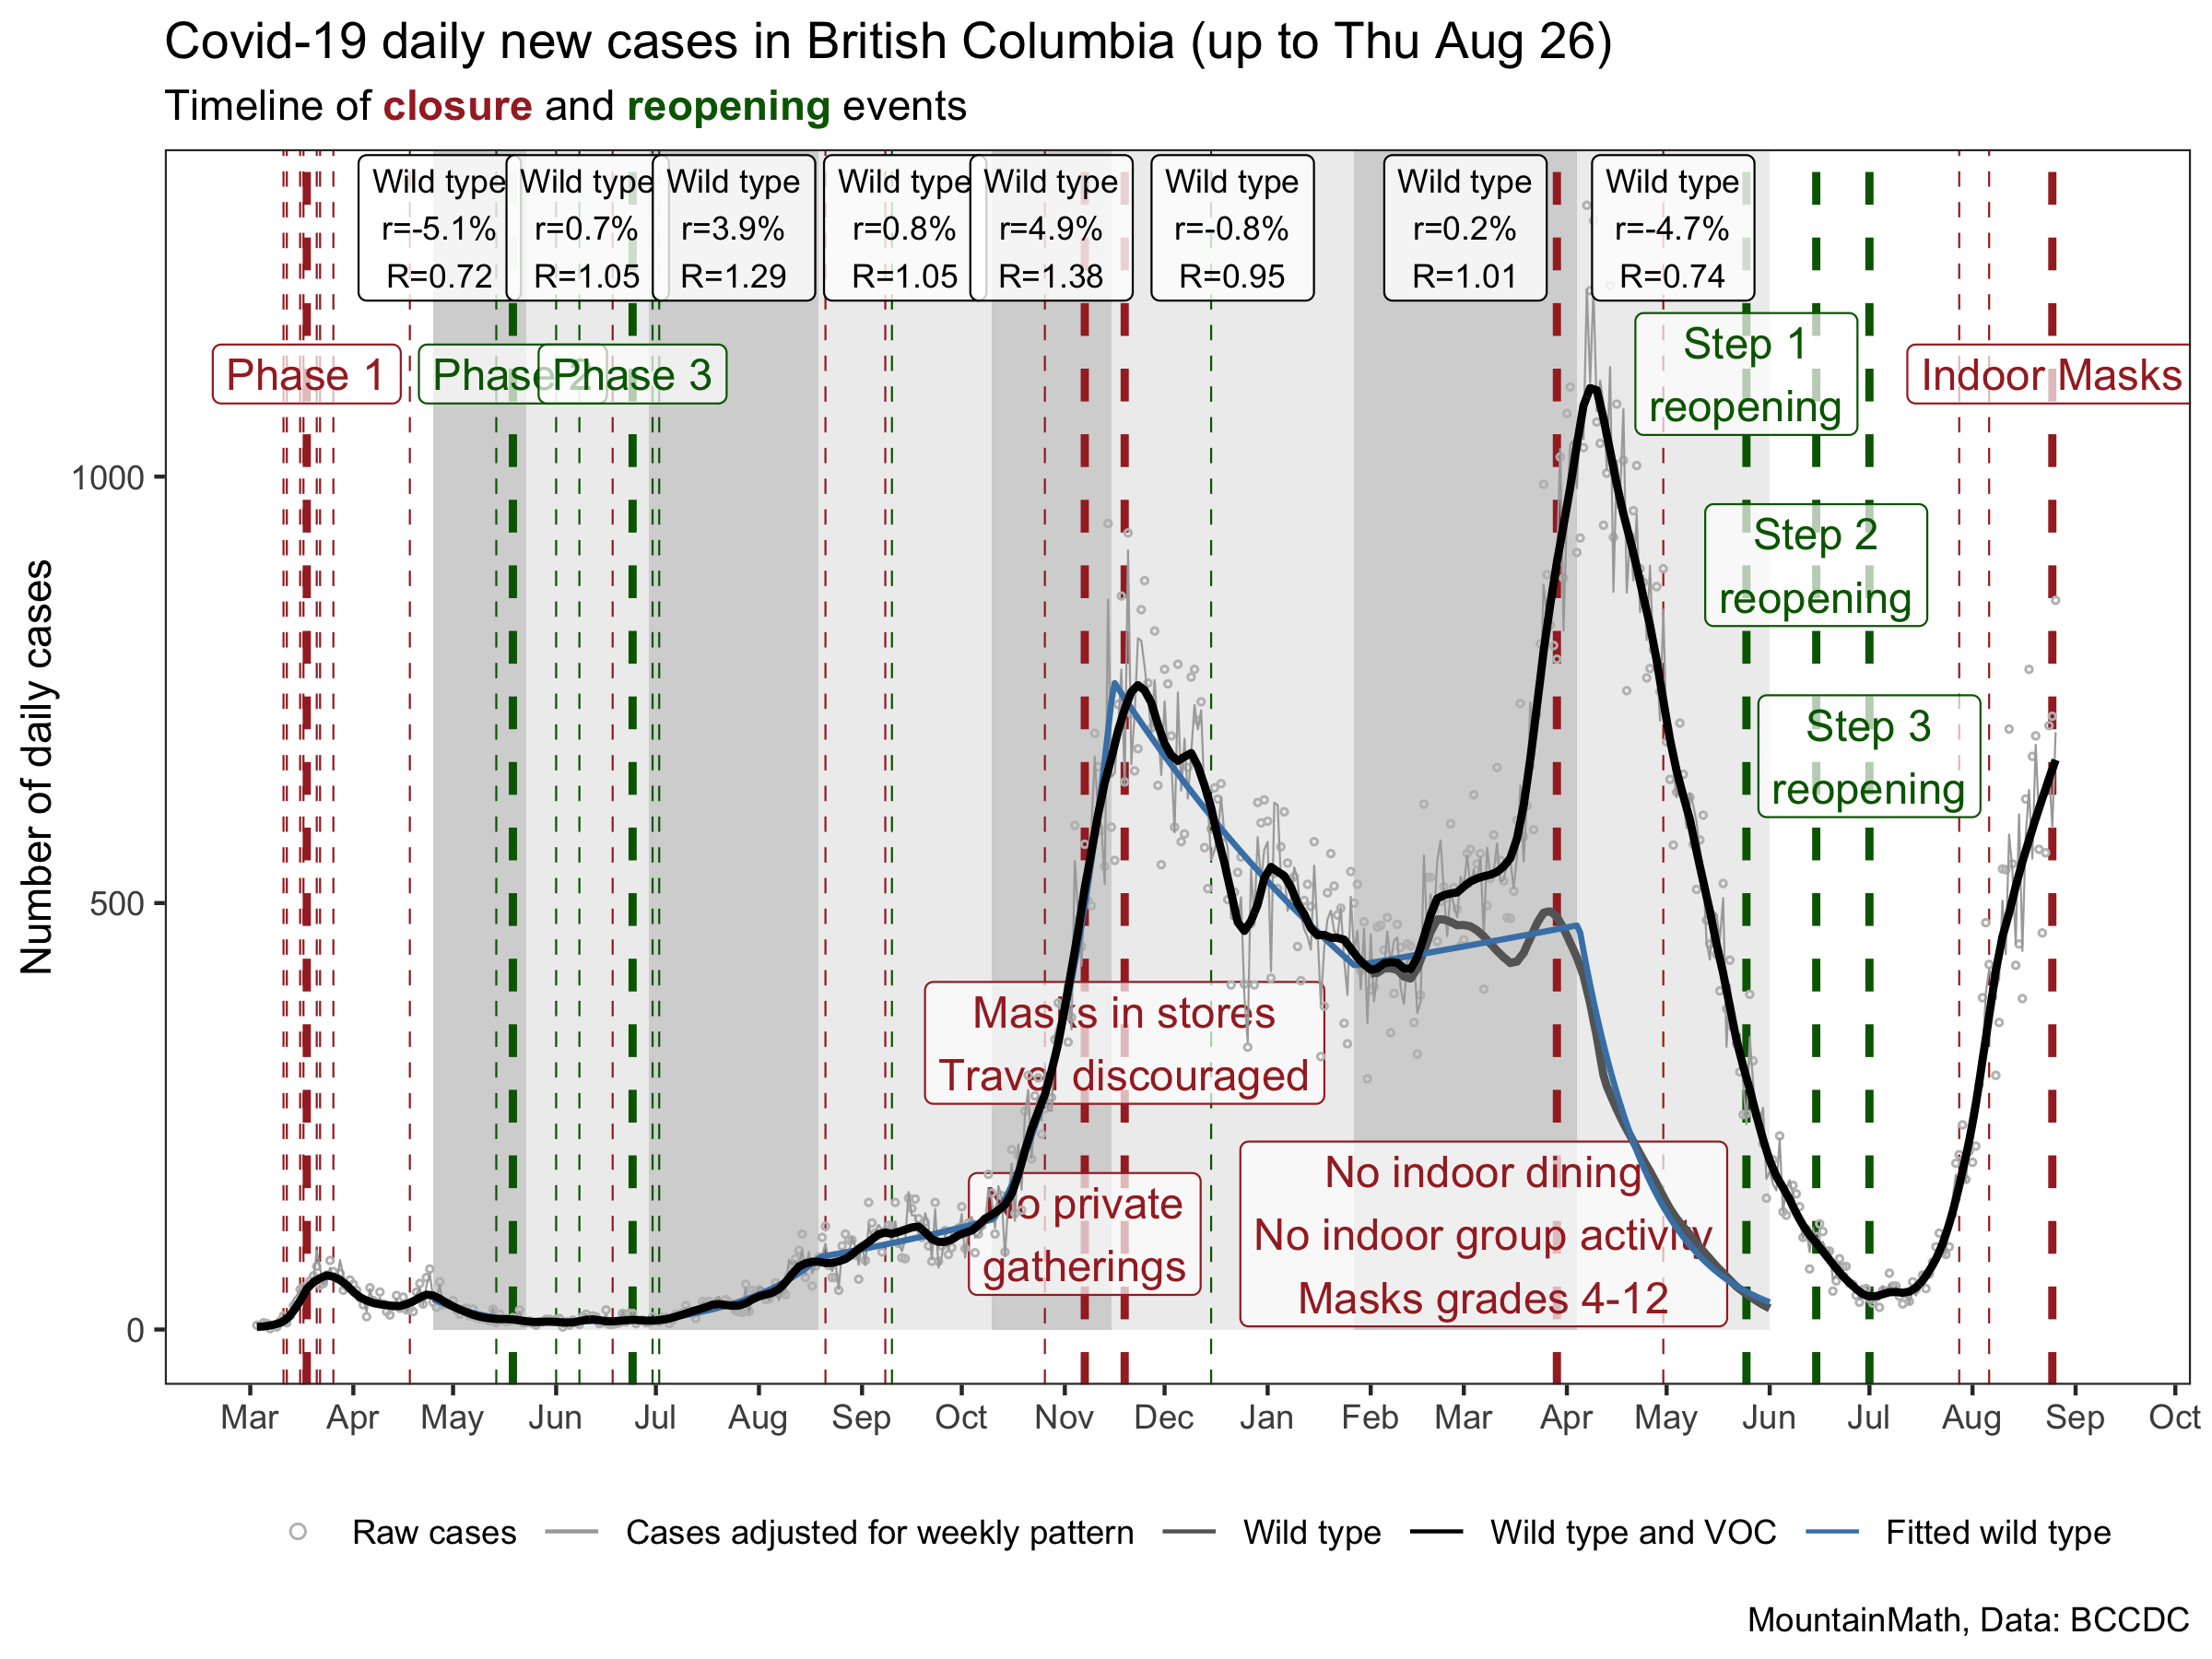 Covid-19 daily new cases in British Columbia (up to Thu Aug 26)
Timeline of closure and reopening events
Wild type
r=-5.1%
R=0.72
Wild type
r=0.7%
R=1.05
Wild type
r=3.9%
R=1.29
Wild type
r=0.8%
R=1.05
Wild type
r=4.9%
R=1.38
Wild type
r=-0.8%
R=0.95
Wild type
r=0.2%
R=1.01
Wild type
r=-4.7%
R=0.74
Phase 1
Phase 2
Phase 3
Step 1
reopening
Indoor Masks
Step 2
reopening
Step 3
reopening
Masks in stores
Travel discouraged
No private
gatherings
No indoor dining
No indoor group activity
Masks grades 4-12
Number of daily cases
1000
500
0
Mar Apr May Jun Jul Aug Sep Oct Nov Dec Jan Feb Mar Apr May Jun Jul Aug Sep Oct
Raw cases Cases adjusted for weekly pattern Wild type Wild type and VOC Fitted wild type
MountainMath, Data: BCCDC